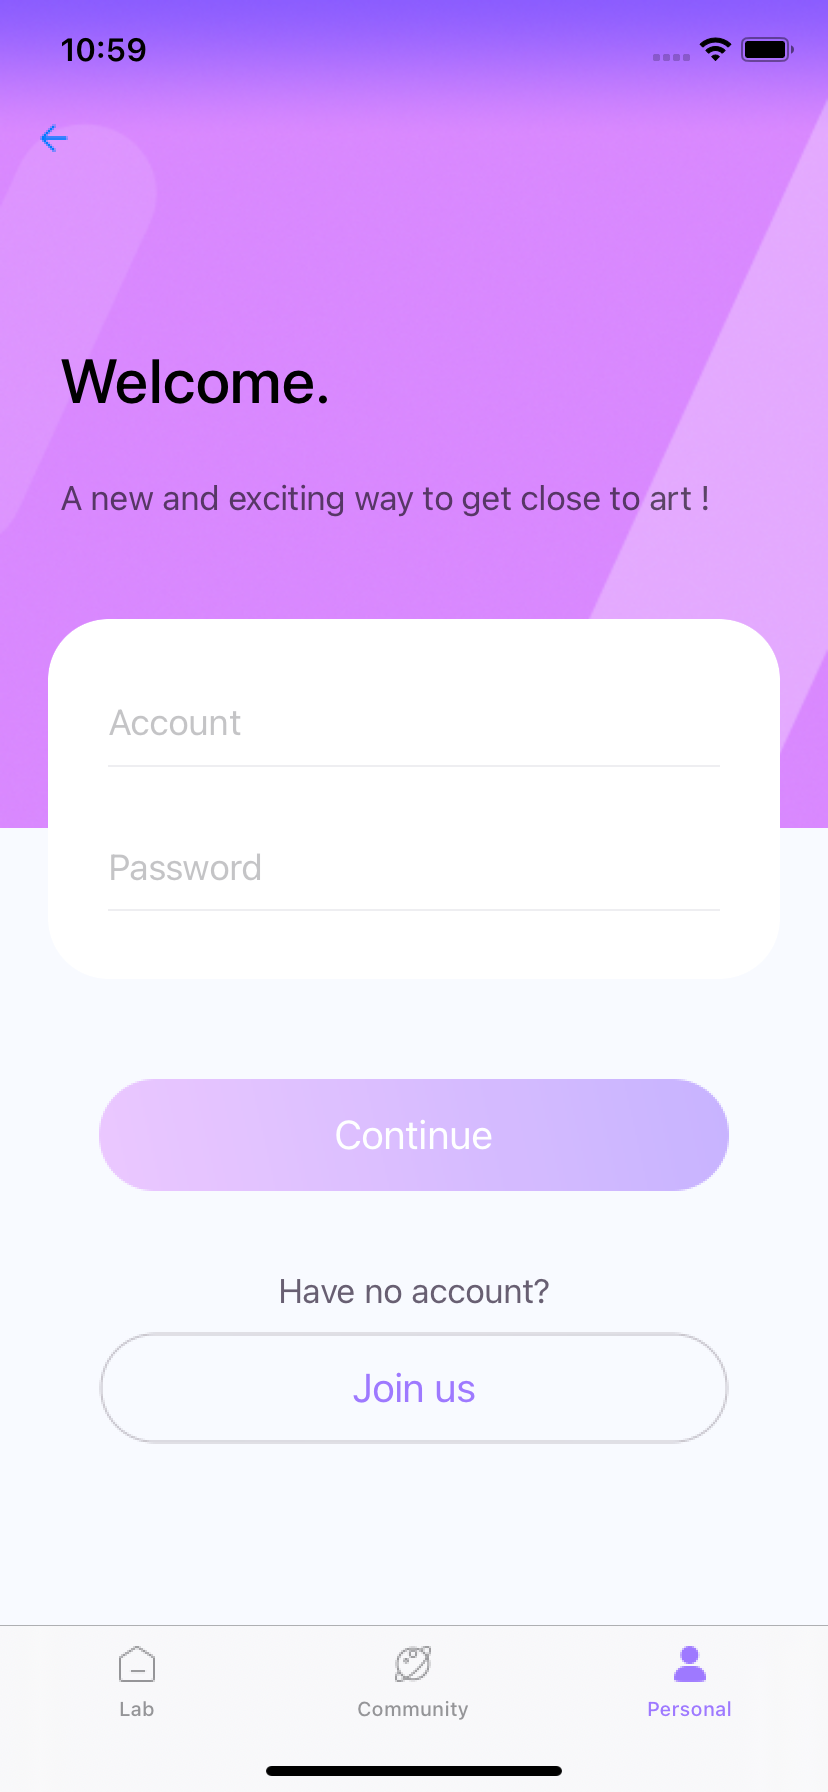 10:59
Welcome.
A new and exciting way to get close to art !
Account
Password
Continue
Have no account?
Join us
Lab
Community
Personal